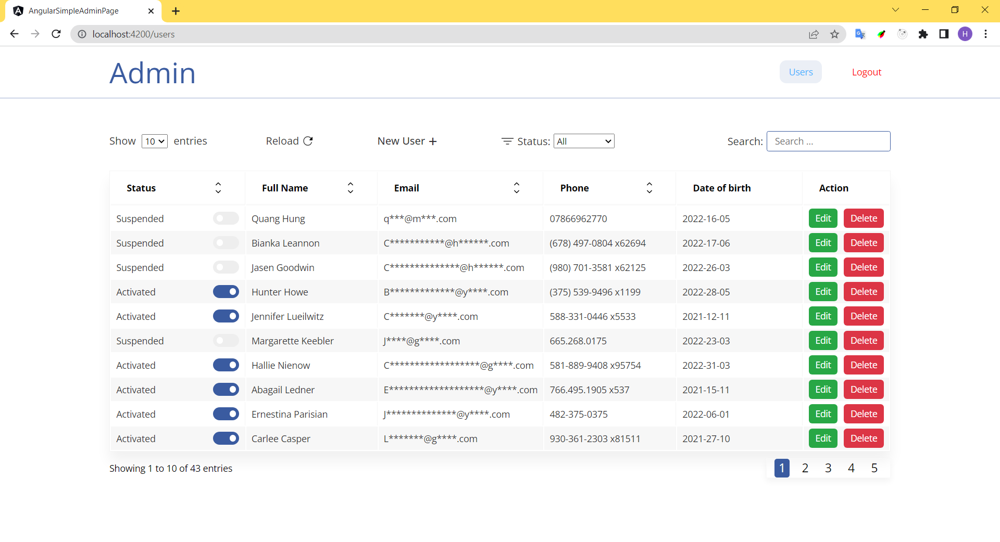 AngularSimpleAdminPage
localhost:4200/users
H
Admin
Users
Logout
Show 10 entries
Reload
New User +
Status: All
Search: Search ...
Status Full Name Email Phone Date of birth Action
Suspended Quang Hung q***@m***.com 07866962770 2022-16-05 Edit Delete
Suspended Bianka Leannon C***********@h******.com (678) 497-0804 x62694 2022-17-06 Edit Delete
Suspended Jasen Goodwin C**************@h******.com (980) 701-3581 x62125 2022-26-03 Edit Delete
Activated Hunter Howe B*************@y****.com (375) 539-9496 x1199 2022-28-05 Edit Delete
Activated Jennifer Lueilwitz C*******@y****.com 588-331-0446 x5533 2021-12-11 Edit Delete
Suspended Margarette Keebler J****@g****.com 665.268.0175 2022-23-03 Edit Delete
Activated Hallie Nienow C******************@g****.com 581-889-9408 x95754 2022-31-03 Edit Delete
Activated Abagail Ledner E*******************@y****.com 766.495.1905 x537 2021-15-11 Edit Delete
Activated Ernestina Parisian J**************@y****.com 482-375-0375 2022-06-01 Edit Delete
Activated Carlee Casper L*******@g****.com 930-361-2303 x81511 2021-27-10 Edit Delete
Showing 1 to 10 of 43 entries
1 2 3 4 5